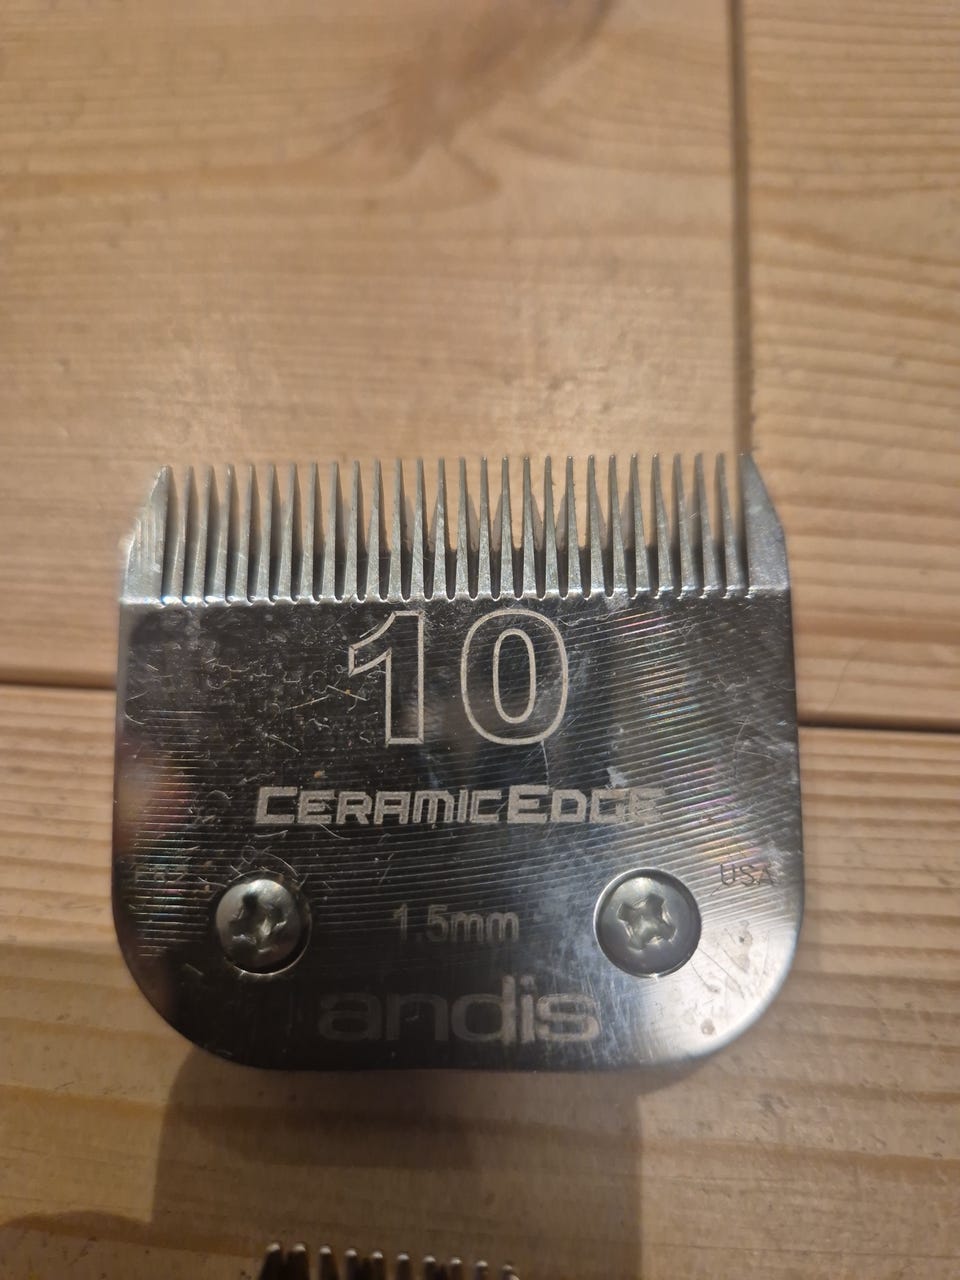 10
CERAMICEDGE
USA
1.5mm
andis